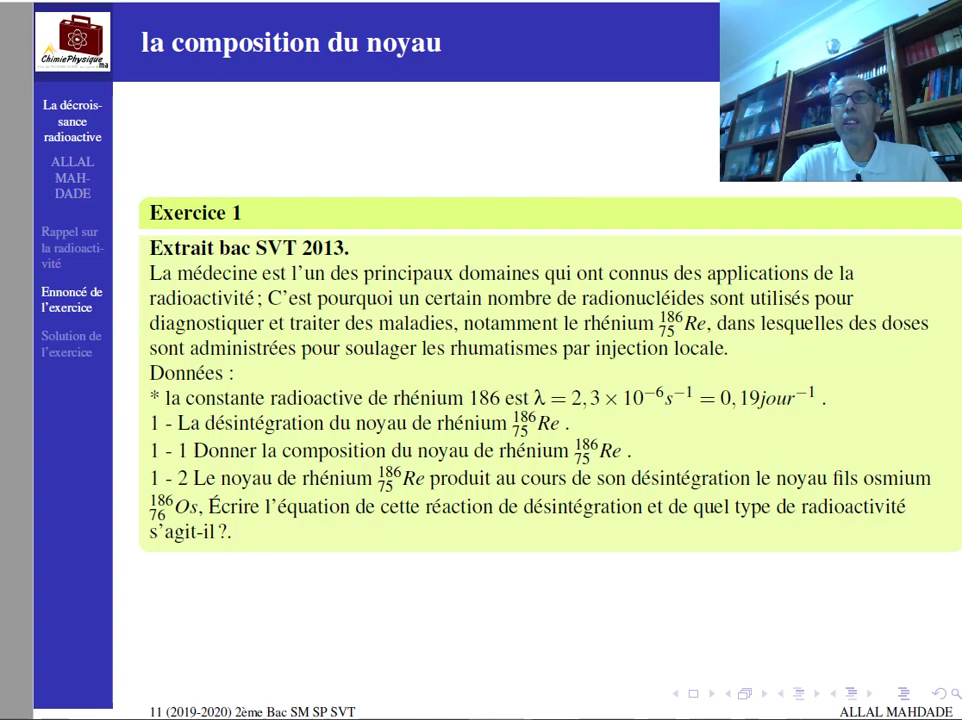 la composition du noyau
ChimiePhysique
ma
La décrois-
sance
radioactive
ALLAL
MAH-
DADE
Rappel sur
la radioacti-
vité
Ennoncé de
l'exercice
Solution de
l'exercice
Exercice 1
Extrait bac SVT 2013.
La médecine est l'un des principaux domaines qui ont connus des applications de la
radioactivité; C'est pourquoi un certain nombre de radionucléides sont utilisés pour
diagnostiquer et traiter des maladies, notamment le rhénium ¹⁸⁶₇₅Re, dans lesquelles des doses
sont administrées pour soulager les rhumatismes par injection locale.
Données :
* la constante radioactive de rhénium 186 est λ = 2,3 × 10⁻⁶s⁻¹ = 0,19jour⁻¹ .
1 - La désintégration du noyau de rhénium ¹⁸⁶₇₅Re .
1 - 1 Donner la composition du noyau de rhénium ¹⁸⁶₇₅Re .
1 - 2 Le noyau de rhénium ¹⁸⁶₇₅Re produit au cours de son désintégration le noyau fils osmium
¹⁸⁶₇₆Os, Écrire l'équation de cette réaction de désintégration et de quel type de radioactivité
s'agit-il ?.
11 (2019-2020) 2ème Bac SM SP SVT
ALLAL MAHDADE